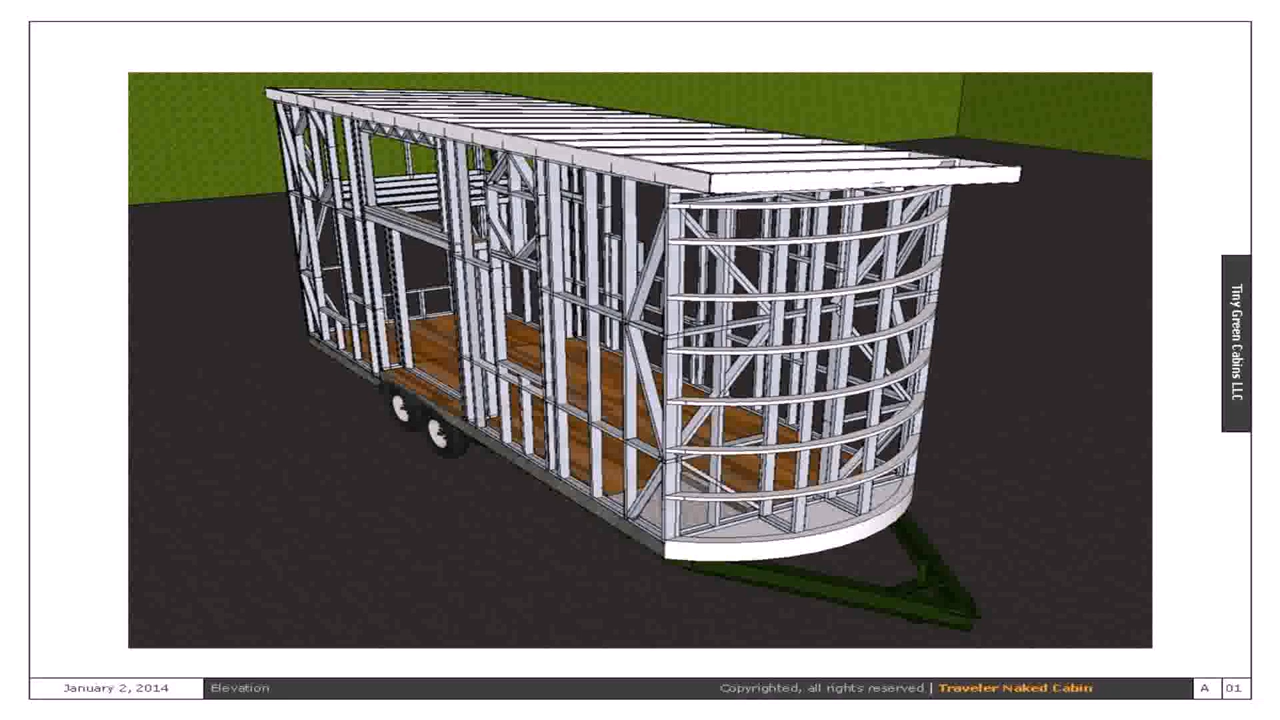 Tiny Green Cabins LLC
January 2, 2014
Elevation
Copyrighted, all rights reserved | Traveler Naked Cabin
A 01